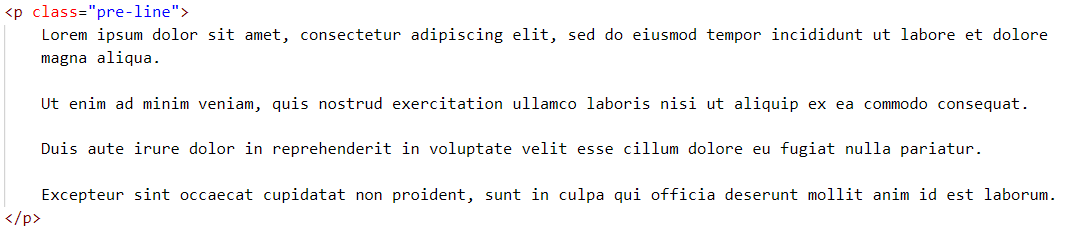 <p class="pre-line">
    Lorem ipsum dolor sit amet, consectetur adipiscing elit, sed do eiusmod tempor incididunt ut labore et dolore
    magna aliqua.

    Ut enim ad minim veniam, quis nostrud exercitation ullamco laboris nisi ut aliquip ex ea commodo consequat.

    Duis aute irure dolor in reprehenderit in voluptate velit esse cillum dolore eu fugiat nulla pariatur.

    Excepteur sint occaecat cupidatat non proident, sunt in culpa qui officia deserunt mollit anim id est laborum.
</p>